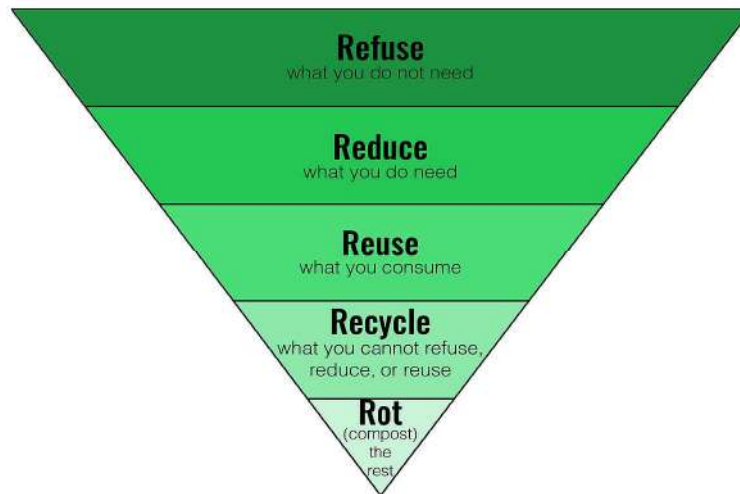 Refuse
what you do not need
Reduce
what you do need
Reuse
what you consume
Recycle
what you cannot refuse,
reduce, or reuse
Rot
(compost)
the
rest